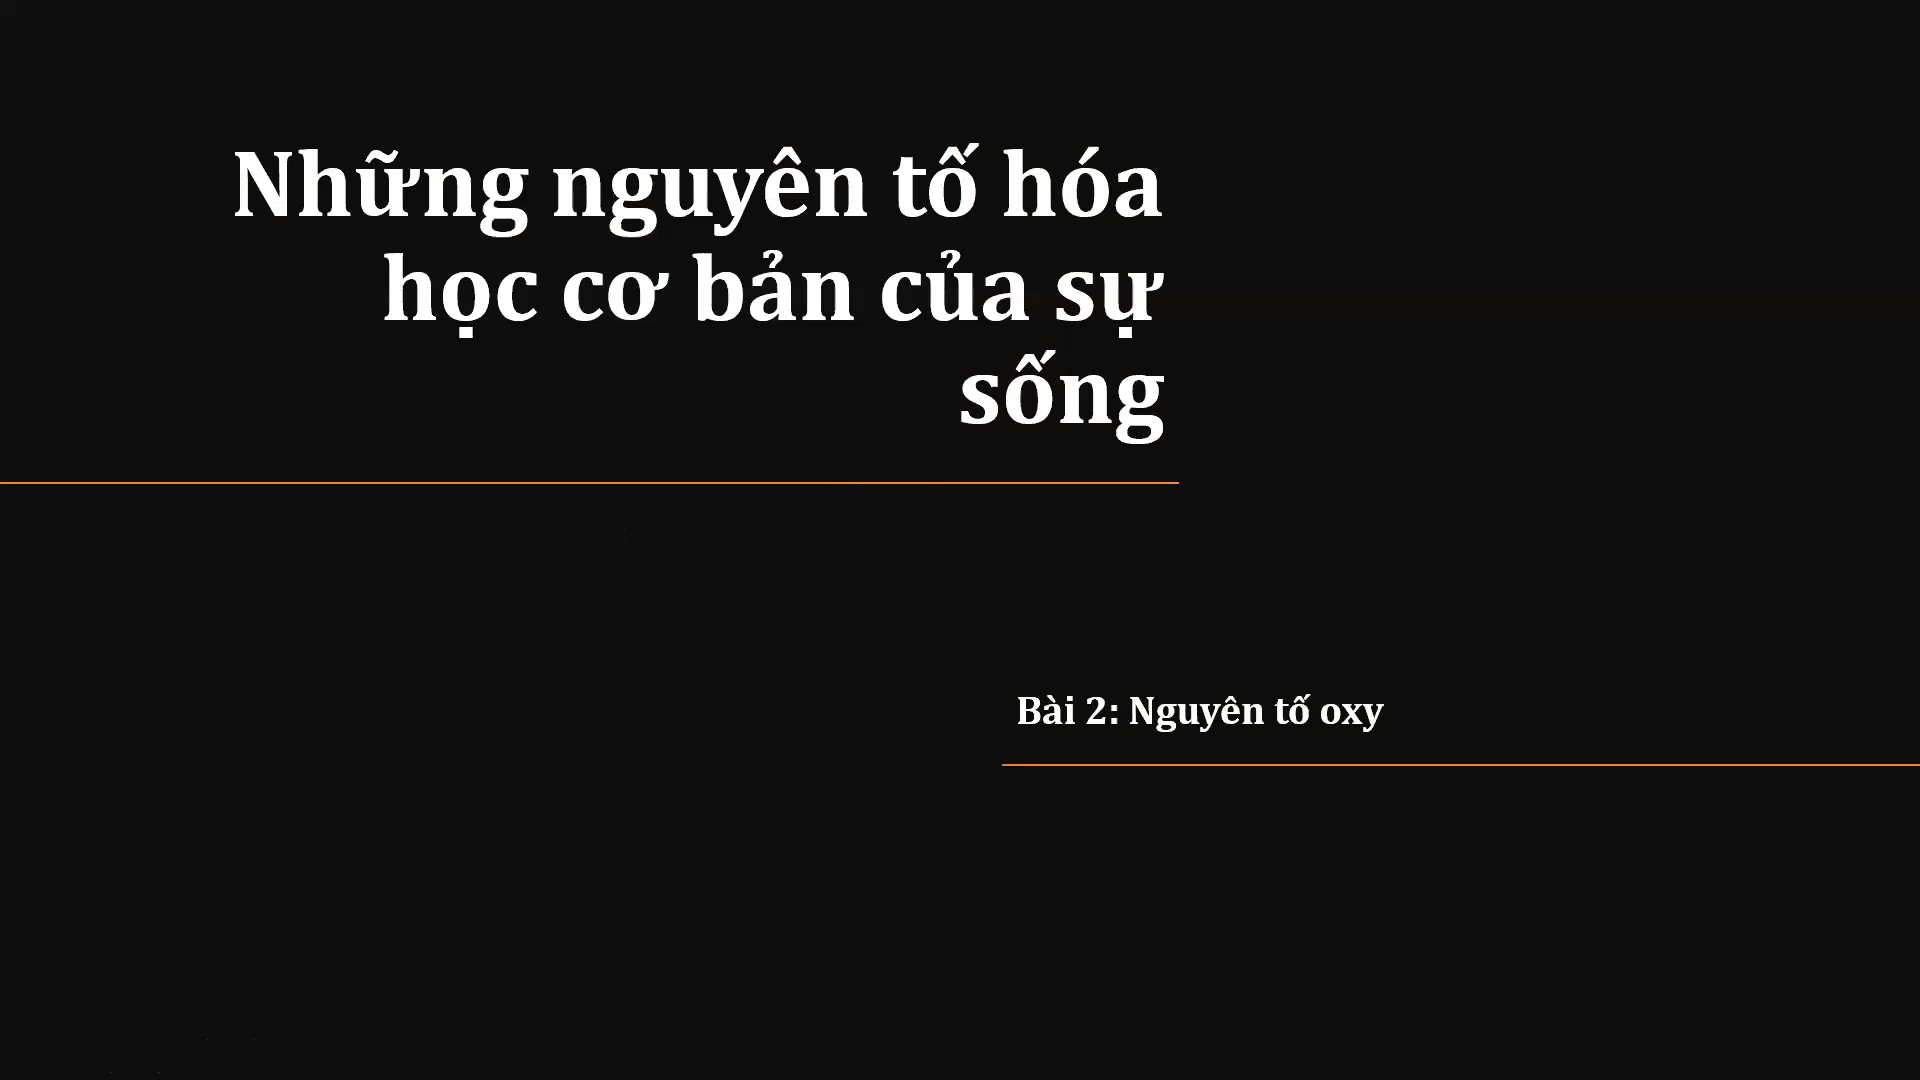 Những nguyên tố hóa
học cơ bản của sự
sống
Bài 2: Nguyên tố oxy